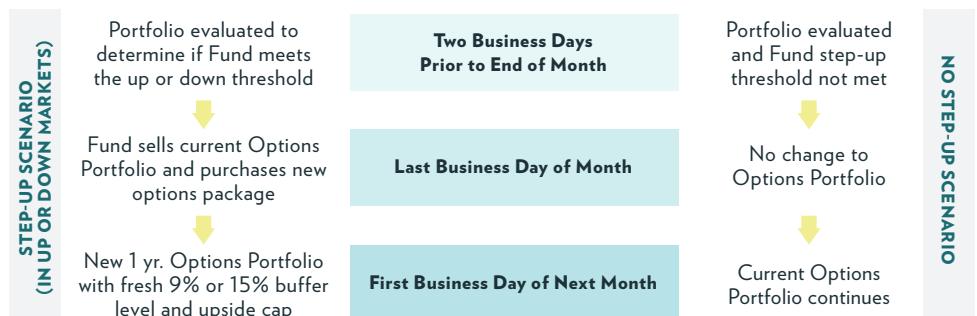 STEP-UP SCENARIO
(IN UP OR DOWN MARKETS)
Portfolio evaluated to
determine if Fund meets
the up or down threshold
Two Business Days
Prior to End of Month
Portfolio evaluated
and Fund step-up
threshold not met
NO STEP-UP SCENARIO
Fund sells current Options
Portfolio and purchases new
options package
Last Business Day of Month
No change to
Options Portfolio
New 1 yr. Options Portfolio
with fresh 9% or 15% buffer
level and upside cap
First Business Day of Next Month
Current Options
Portfolio continues